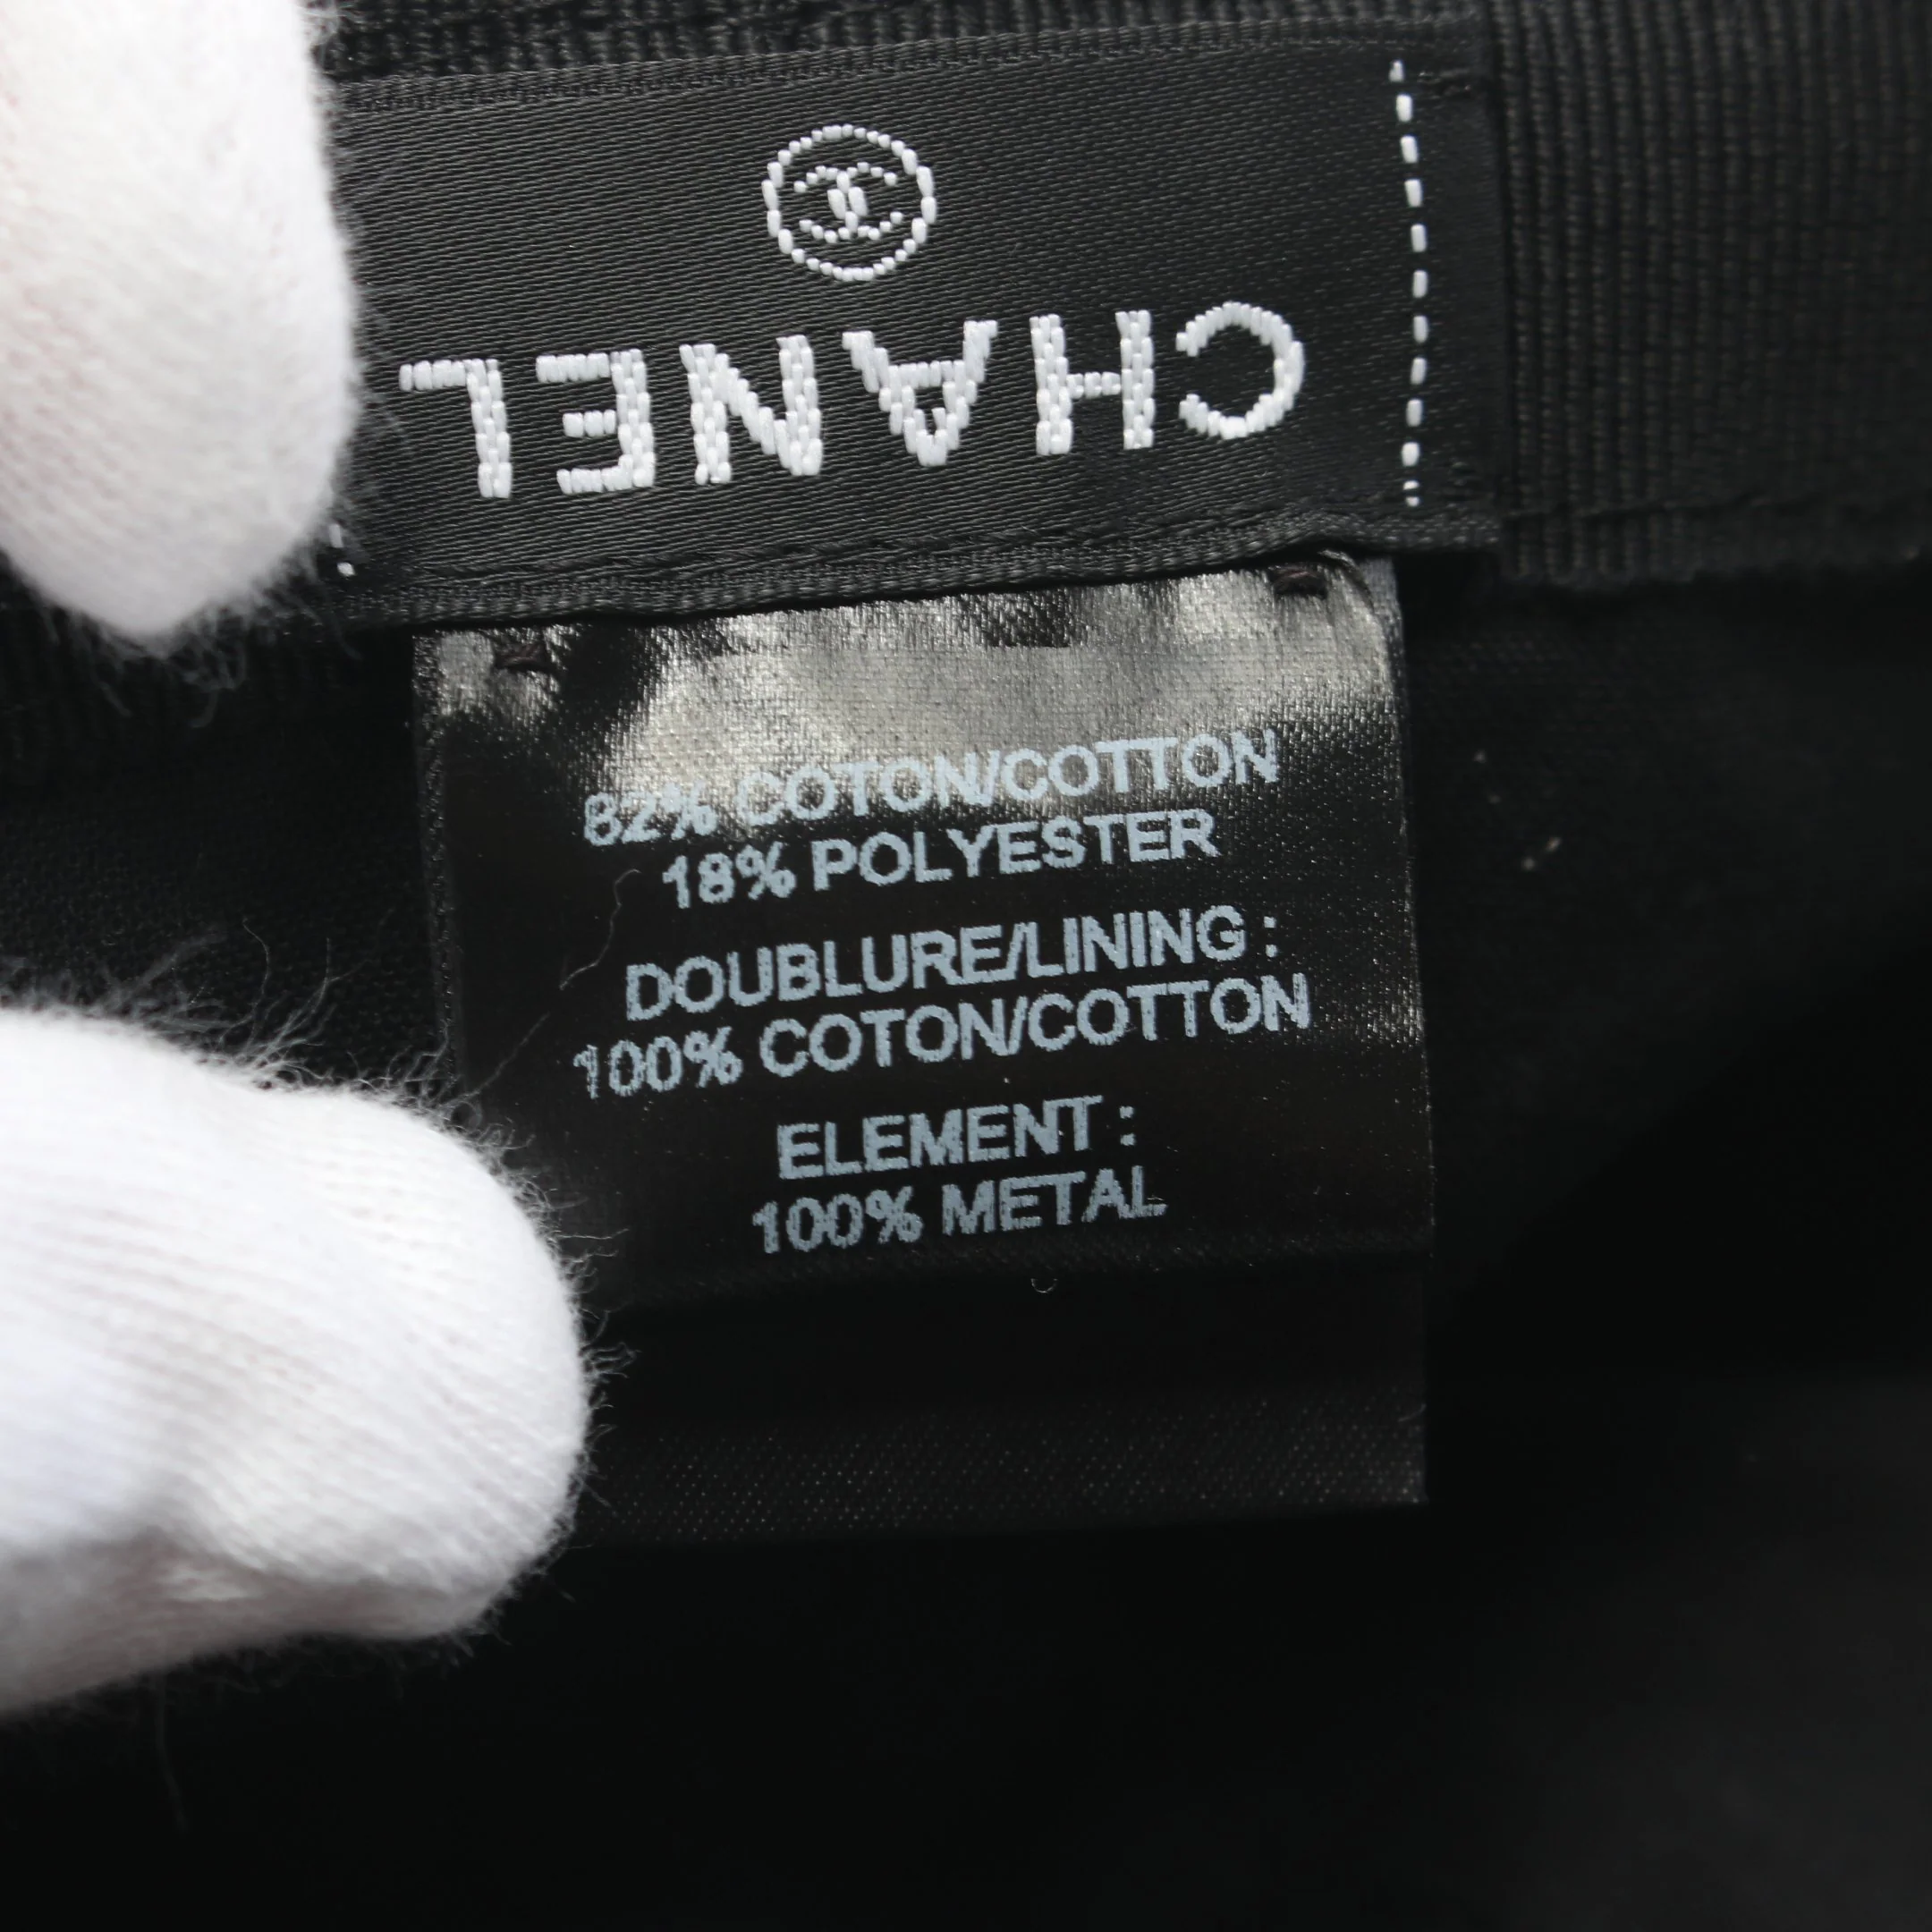 CHANEL
82% COTON/COTTON
18% POLYESTER
DOUBLURE/LINING :
100% COTON/COTTON
ELEMENT :
100% METAL